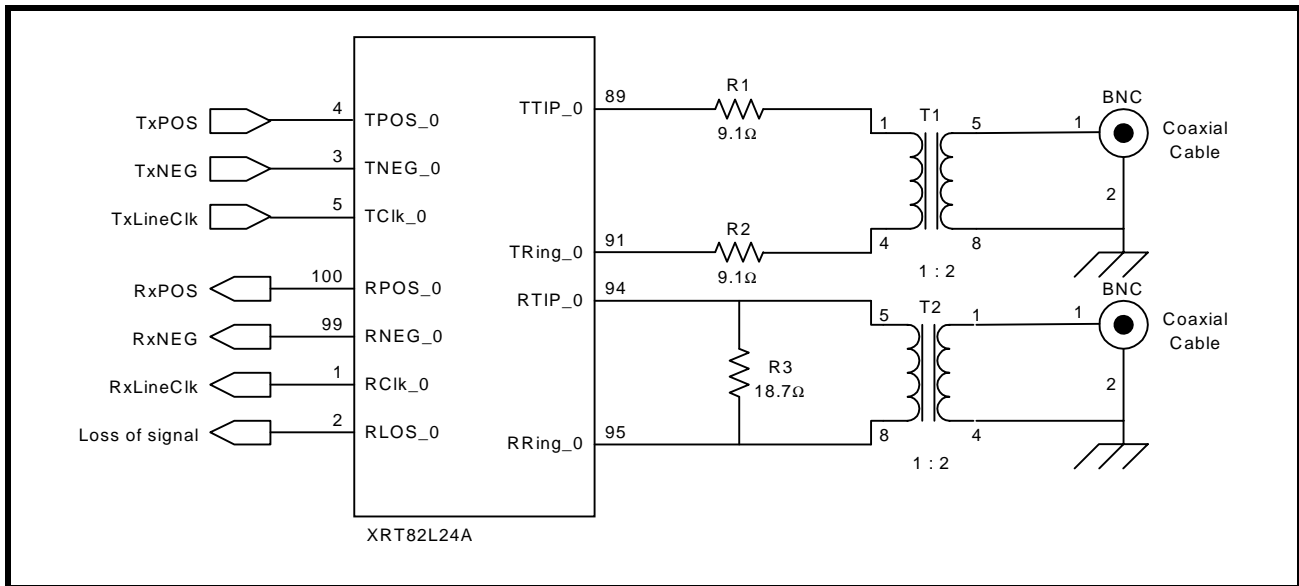 TxPOS
4
TPOS_0
TxNEG
3
TNEG_0
TxLineClk
5
TClk_0
RxPOS
100
RPOS_0
RxNEG
99
RNEG_0
RxLineClk
1
RClk_0
Loss of signal
2
RLOS_0
XRT82L24A
TTIP_0
89
R1
9.1Ω
TRing_0
91
R2
9.1Ω
1
T1
5
4
8
1 : 2
BNC
1
Coaxial
Cable
2
RTIP_0
94
R3
18.7Ω
RRing_0
95
5
T2
1
8
4
1 : 2
BNC
1
Coaxial
Cable
2